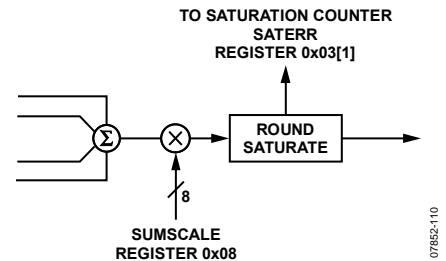 TO SATURATION COUNTER
SATERR
REGISTER 0x03[1]
Σ
×
ROUND
SATURATE
8
SUMSCALE
REGISTER 0x08
07852-110